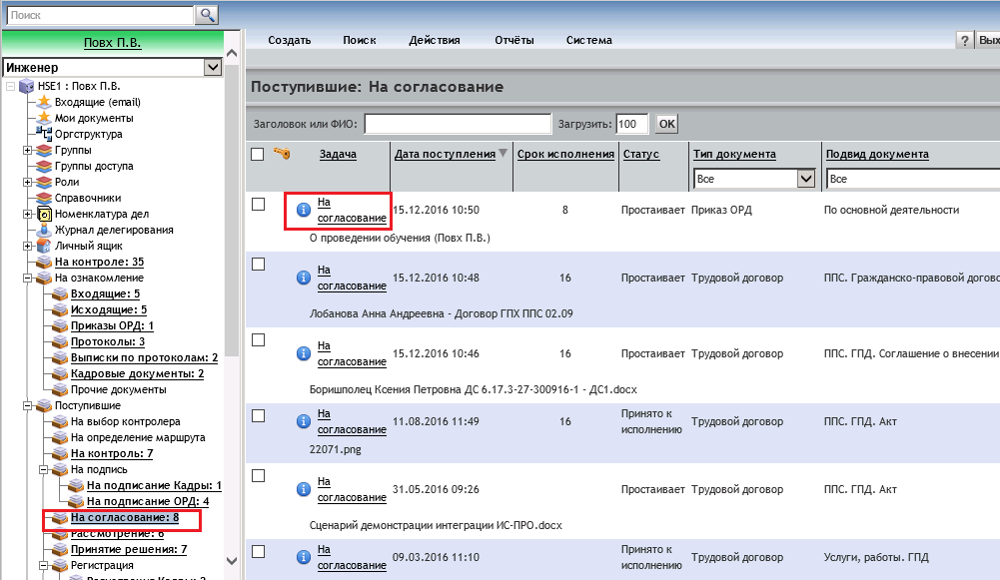 Поиск
Повх П.В.
Инженер
HSE1 : Повх П.В.
Входящие (email)
Мои документы
Оргструктура
Группы
Группы доступа
Роли
Справочники
Номенклатура дел
Журнал делегирования
Личный ящик
На контроле: 35
На ознакомление
Входящие: 5
Исходящие: 5
Приказы ОРД: 1
Протоколы: 3
Выписки по протоколам: 2
Кадровые документы: 2
Прочие документы
Поступившие
На выбор контролера
На определение маршрута
На контроль: 7
На подпись
На подписание Кадры: 1
На подписание ОРД: 4
На согласование: 8
Рассмотрение: 6
Принятие решения: 7
Регистрация
Регистрация Кадры: 2
Создать Поиск Действия Отчёты Система ? Вых
Поступившие: На согласование
Заголовок или ФИО: Загрузить: 100 OK
Задача Дата поступления Срок исполнения Статус Тип документа Подвид документа
Все Все
На согласование 15.12.2016 10:50 8 Простаивает Приказ ОРД По основной деятельности
О проведении обучения (Повх П.В.)
На согласование 15.12.2016 10:48 16 Простаивает Трудовой договор ППС. Гражданско-правовой догово
Лобанова Анна Андреевна - Договор ГПХ ППС 02.09
На согласование 15.12.2016 10:46 16 Простаивает Трудовой договор ППС. ГПД. Соглашение о внесении
Боришполец Ксения Петровна ДС 6.17.3-27-300916-1 - ДС1.docx
На согласование 11.08.2016 11:49 16 Принято к исполнению Трудовой договор ППС. ГПД. Акт
22071.png
На согласование 31.05.2016 09:26 Простаивает Трудовой договор ППС. ГПД. Акт
Сценарий демонстрации интеграции ИС-ПРО.docx
На согласование 09.03.2016 11:10 Принято к исполнению Трудовой договор Услуги, работы. ГПД